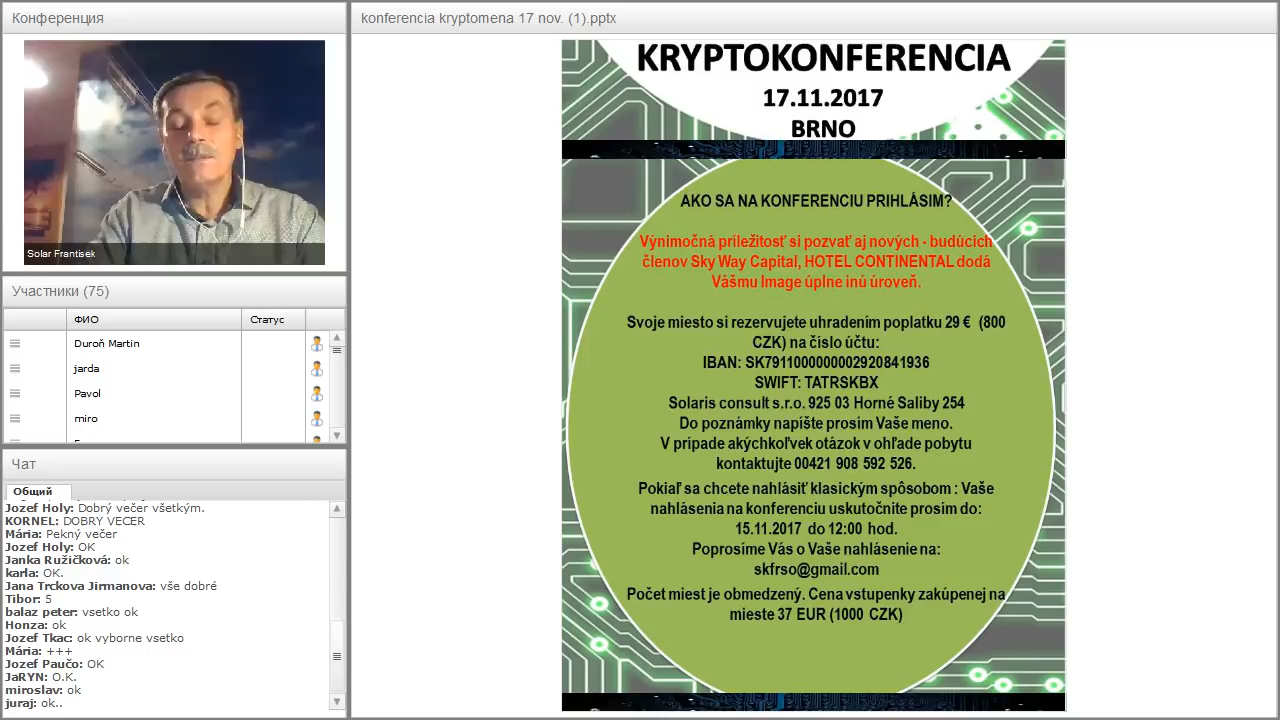 Конференция
Soler Frantisek
Участники (75)
ФИО
Статус
Duroň Martin
jarda
Parol
miro
Чат
Общий
Jozef Holy: Dobrý večer všetkým.
KORNEL: DOBRÝ VECER
Mária: Pekný večer
Jozef Holy: OK
Janka Růžičková: ok
karla: OK.
Jana Trckova Jirmanova: vše dobré
Tibor: 5
balaz peter: vsetko ok
Honza: ok
Jozef Tkac: ok vyborne vsetko
Mária: +++
Jozef Pauer: OK
JaNYN: O.K.
miroslav: ok
juraj: ok
konferencia kryptomena 17 nov. (1).pptx
KRYPTOKONFERENCIA
17.11.2017
BRNO
AKO SA NA KONFERENCIU PRIHLÁSIM?
Výnimočná príležitosť si pozvať aj nových - budúcich
členov Sky Way Capital, HOTEL CONTINENTAL dodá
Vášmu Image úplne inú úroveň.
Svoje miesto si rezervujete uhradením poplatku 29 € (800
CZK) na číslo účtu:
IBAN: SK7911000000002920841936
SWIFT: TATRSKBX
Solaris consult s.r.o. 925 03 Horné Saliby 254
Do poznámky napíšte prosím Vaše meno.
V prípade akýchkoľvek otázok v ohľade pobytu
kontaktujte 00421 908 592 526.
Pokiaľ sa chcete nahlásiť klasickým spôsobom : Vaše
nahlásenia na konferenciu uskutočnite prosím do:
15.11.2017 do 12:00 hod.
Poprosíme Vás o Vaše nahlásenie na:
skfrso@gmail.com
Počet miest je obmedzený. Cena vstupenky zakúpenej na
mieste 37 EUR (1000 CZK)